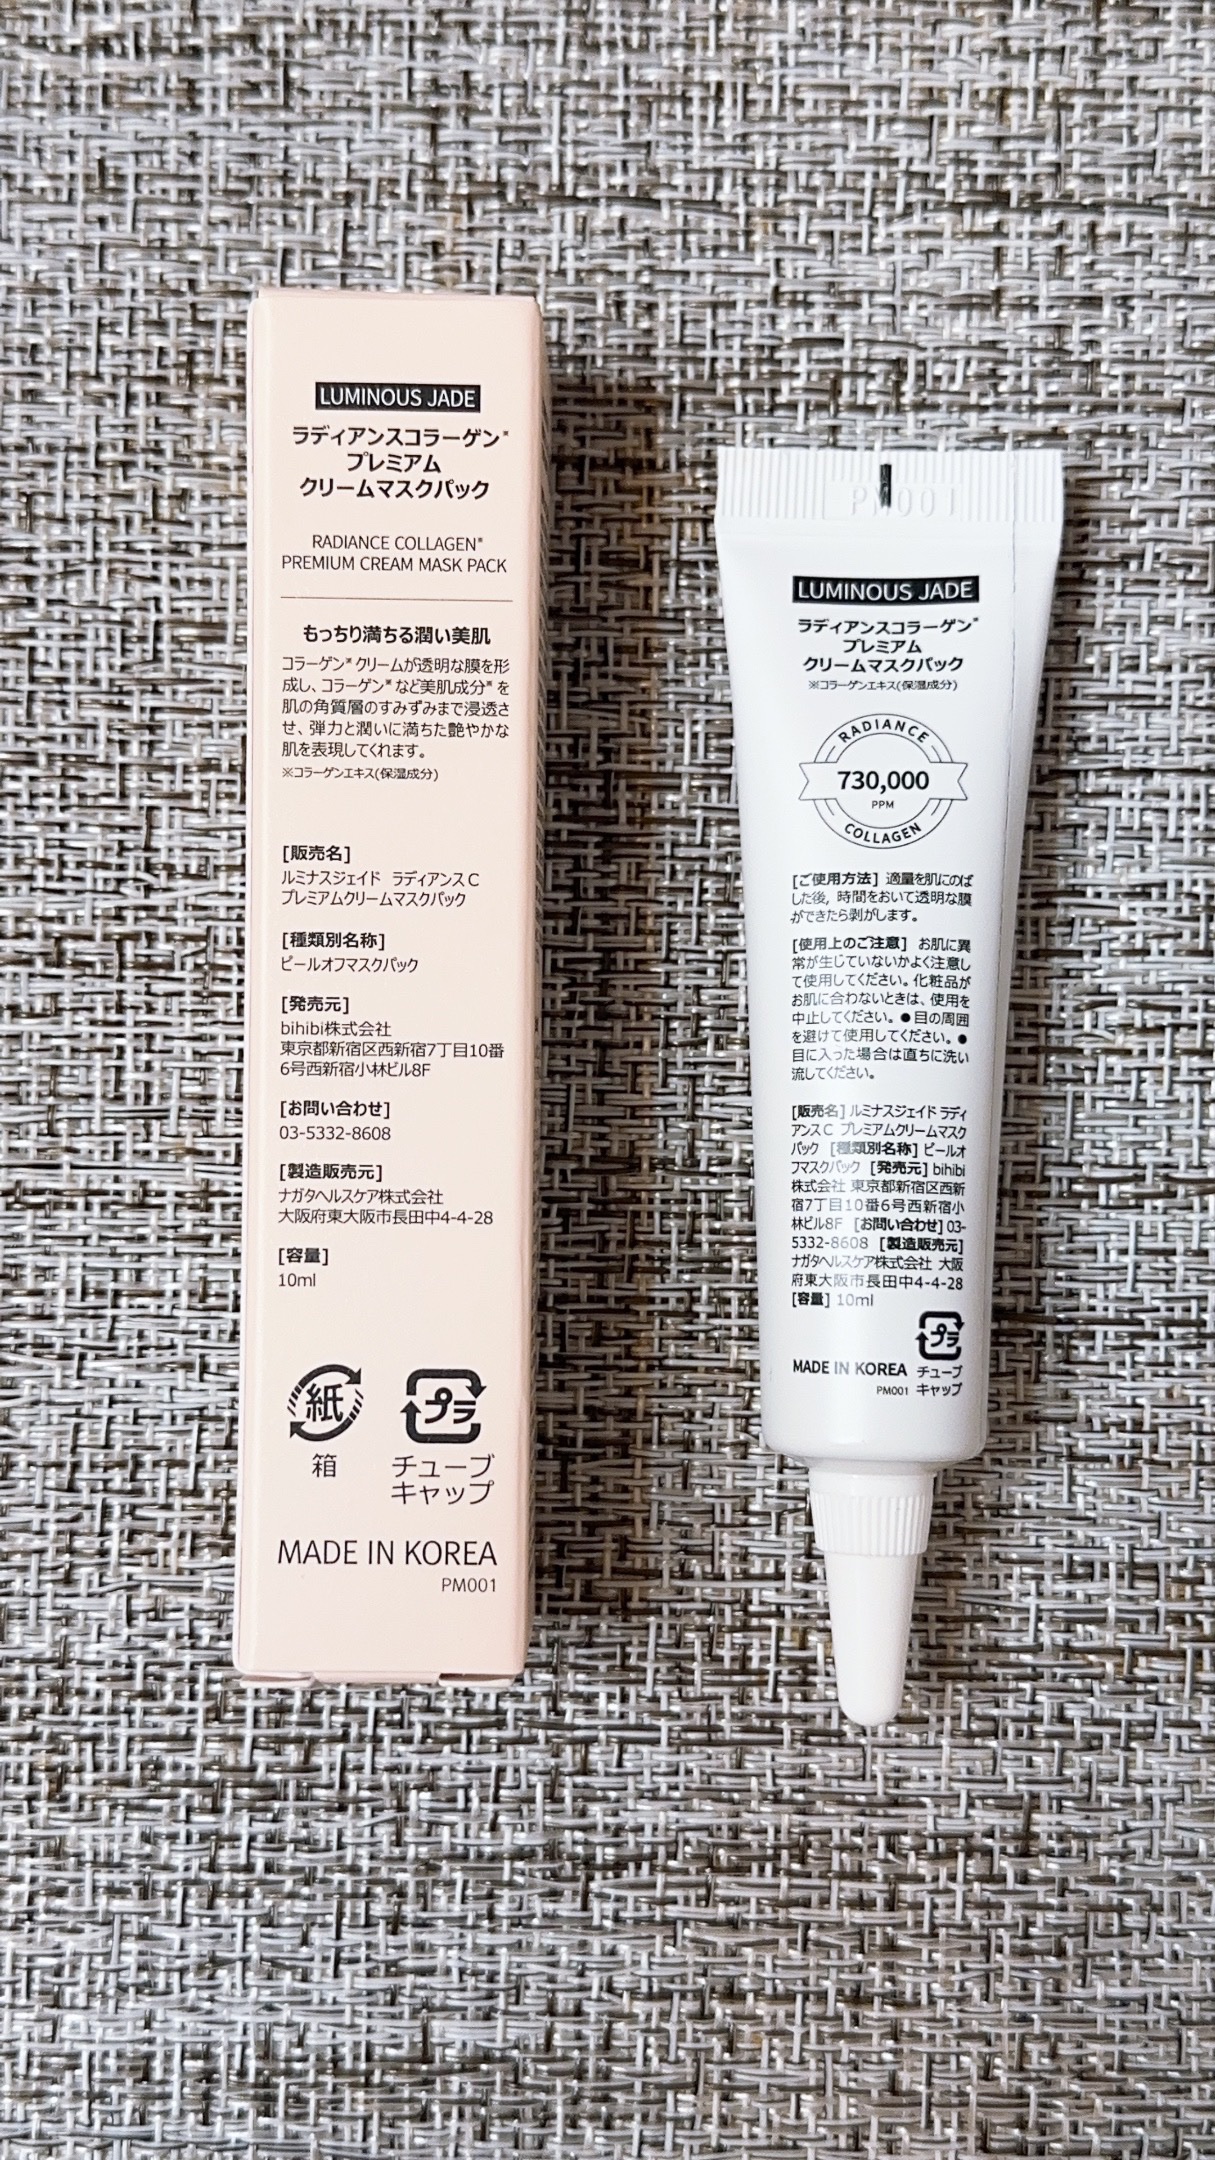 LUMINOUS JADE
ラディアンスコラーゲン※
プレミアム
クリームマスクパック
RADIANCE COLLAGEN※
PREMIUM CREAM MASK PACK
もっちり満ちる潤い美肌
コラーゲン※クリームが透明な膜を形
成し、コラーゲン※など美肌成分※を
肌の角質層のすみずみまで浸透さ
せ、弾力と潤いに満ちた艶やかな
肌を表現してくれます。
※コラーゲンエキス(保湿成分)
[販売名]
ルミナスジェイド ラディアンスC
プレミアムクリームマスクパック
[種類別名称]
ピールオフマスクパック
[発売元]
bihibi株式会社
東京都新宿区西新宿7丁目10番
6号西新宿小林ビル8F
[お問い合わせ]
03-5332-8608
[製造販売元]
ナガタヘルスケア株式会社
大阪府東大阪市長田中4-4-28
[容量]
10ml
紙
箱
プラ
チューブ
キャップ
MADE IN KOREA
PM001
PM001
LUMINOUS JADE
ラディアンスコラーゲン※
プレミアム
クリームマスクパック
※コラーゲンエキス(保湿成分)
RADIANCE
730,000
PPM
COLLAGEN
[ご使用方法] 適量を肌にのば
した後, 時間をおいて透明な膜
ができたら剥がします。
[使用上のご注意] お肌に異
常が生じていないかよく注意し
て使用してください。化粧品が
お肌に合わないときは、使用を
中止してください。●目の周囲
を避けて使用してください。●
目に入った場合は直ちに洗い
流してください。
[販売名] ルミナスジェイド ラディ
アンスC プレミアムクリームマスク
パック [種類別名称] ピールオ
フマスクパック [発売元] bihibi
株式会社 東京都新宿区西新
宿7丁目10番6号西新宿小
林ビル8F [お問い合わせ] 03-
5332-8608 [製造販売元]
ナガタヘルスケア株式会社 大阪
府東大阪市長田中4-4-28
[容量] 10ml
プラ
MADE IN KOREA チューブ
PM001 キャップ